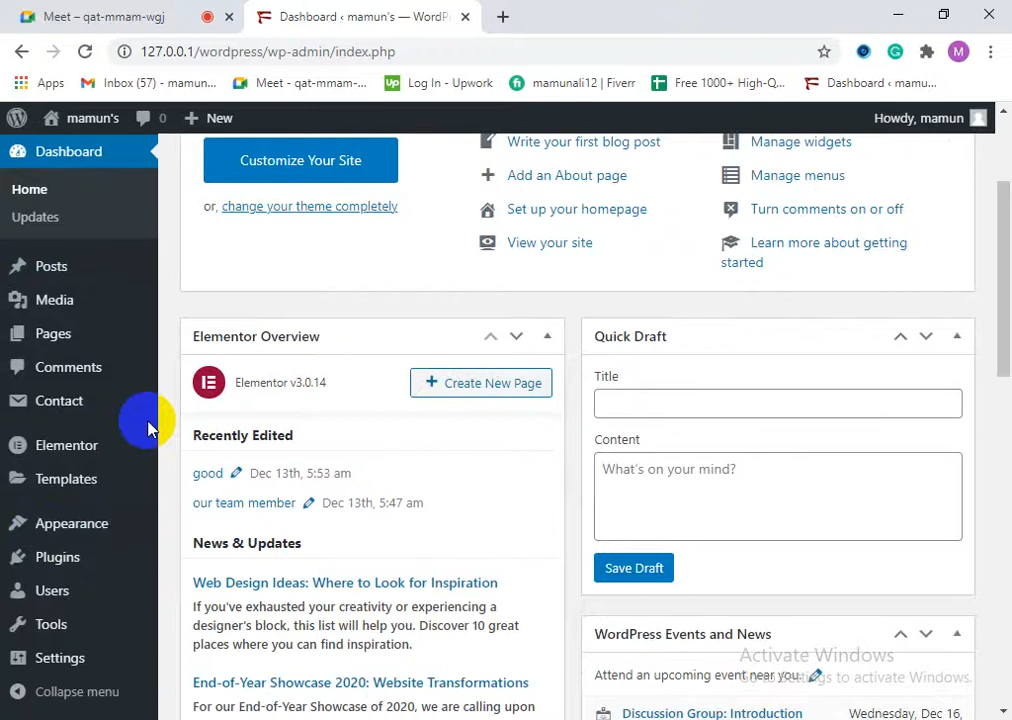 Meet – qat-mmam-wgj
Dashboard ‹ mamun's — WordPr
127.0.0.1/wordpress/wp-admin/index.php
M
Apps
Inbox (57) - mamun...
Meet - qat-mmam-...
Up
Log In - Upwork
fi
mamunali12 | Fiverr
Free 1000+ High-Q...
Dashboard ‹ mamu...
mamun's
0
New
Howdy, mamun
Dashboard
Home
Updates
Posts
Media
Pages
Comments
Contact
Elementor
Templates
Appearance
Plugins
Users
Tools
Settings
Collapse menu
Customize Your Site
or, change your theme completely
Write your first blog post
Add an About page
Set up your homepage
View your site
Manage widgets
Manage menus
Turn comments on or off
Learn more about getting
started
Elementor Overview
Elementor v3.0.14
Create New Page
Recently Edited
good Dec 13th, 5:53 am
our team member Dec 13th, 5:47 am
News & Updates
Web Design Ideas: Where to Look for Inspiration
If you've exhausted your creativity or experiencing a
designer's block, this list will help you. Discover 10 great
places where you can find inspiration.
End-of-Year Showcase 2020: Website Transformations
For our End-of-Year Showcase of 2020, we are calling upon
Quick Draft
Title
Content
What's on your mind?
Save Draft
WordPress Events and News
Attend an upcoming event near you.
Discussion Group: Introduction
Wednesday, Dec 16,
Activate Windows
Go to Settings to activate Windows.